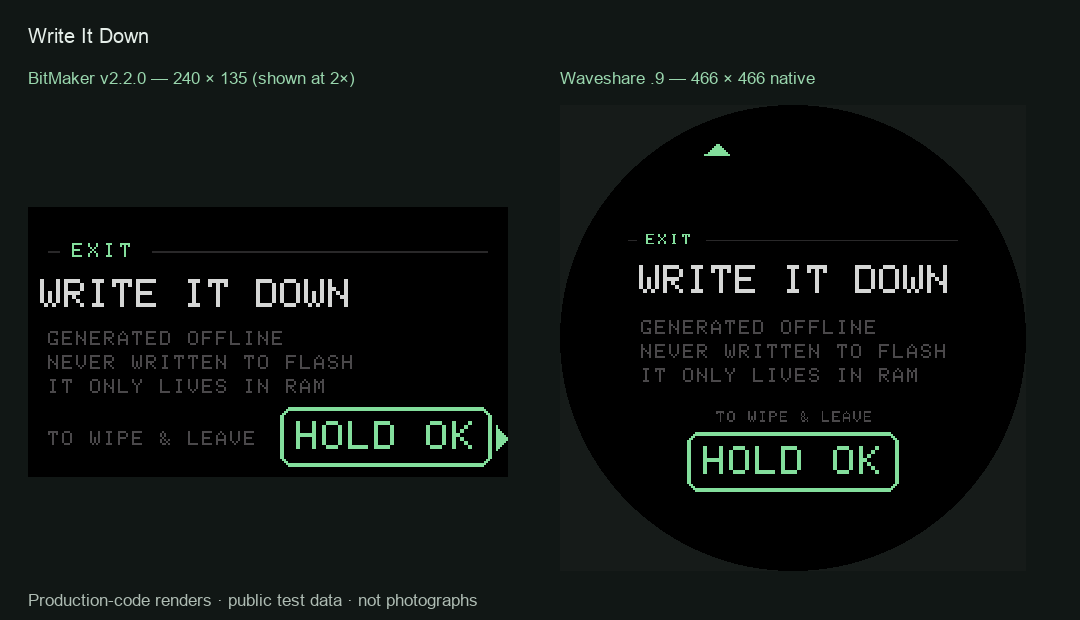 Write It Down
BitMaker v2.2.0 — 240 × 135 (shown at 2×)
EXIT
WRITE IT DOWN
GENERATED OFFLINE
NEVER WRITTEN TO FLASH
IT ONLY LIVES IN RAM
TO WIPE & LEAVE
HOLD OK
Waveshare .9 — 466 × 466 native
EXIT
WRITE IT DOWN
GENERATED OFFLINE
NEVER WRITTEN TO FLASH
IT ONLY LIVES IN RAM
TO WIPE & LEAVE
HOLD OK
Production-code renders · public test data · not photographs